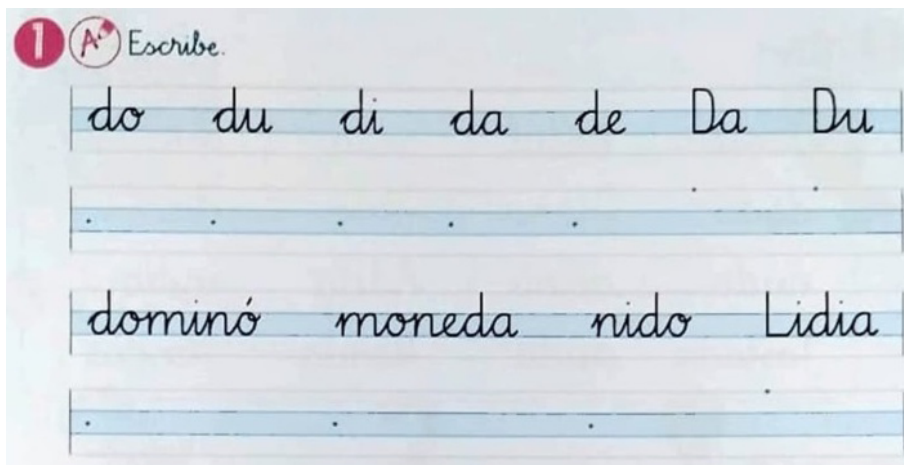 1 A Escribe.
do du di da de Da Du
dominó moneda nido Lidia